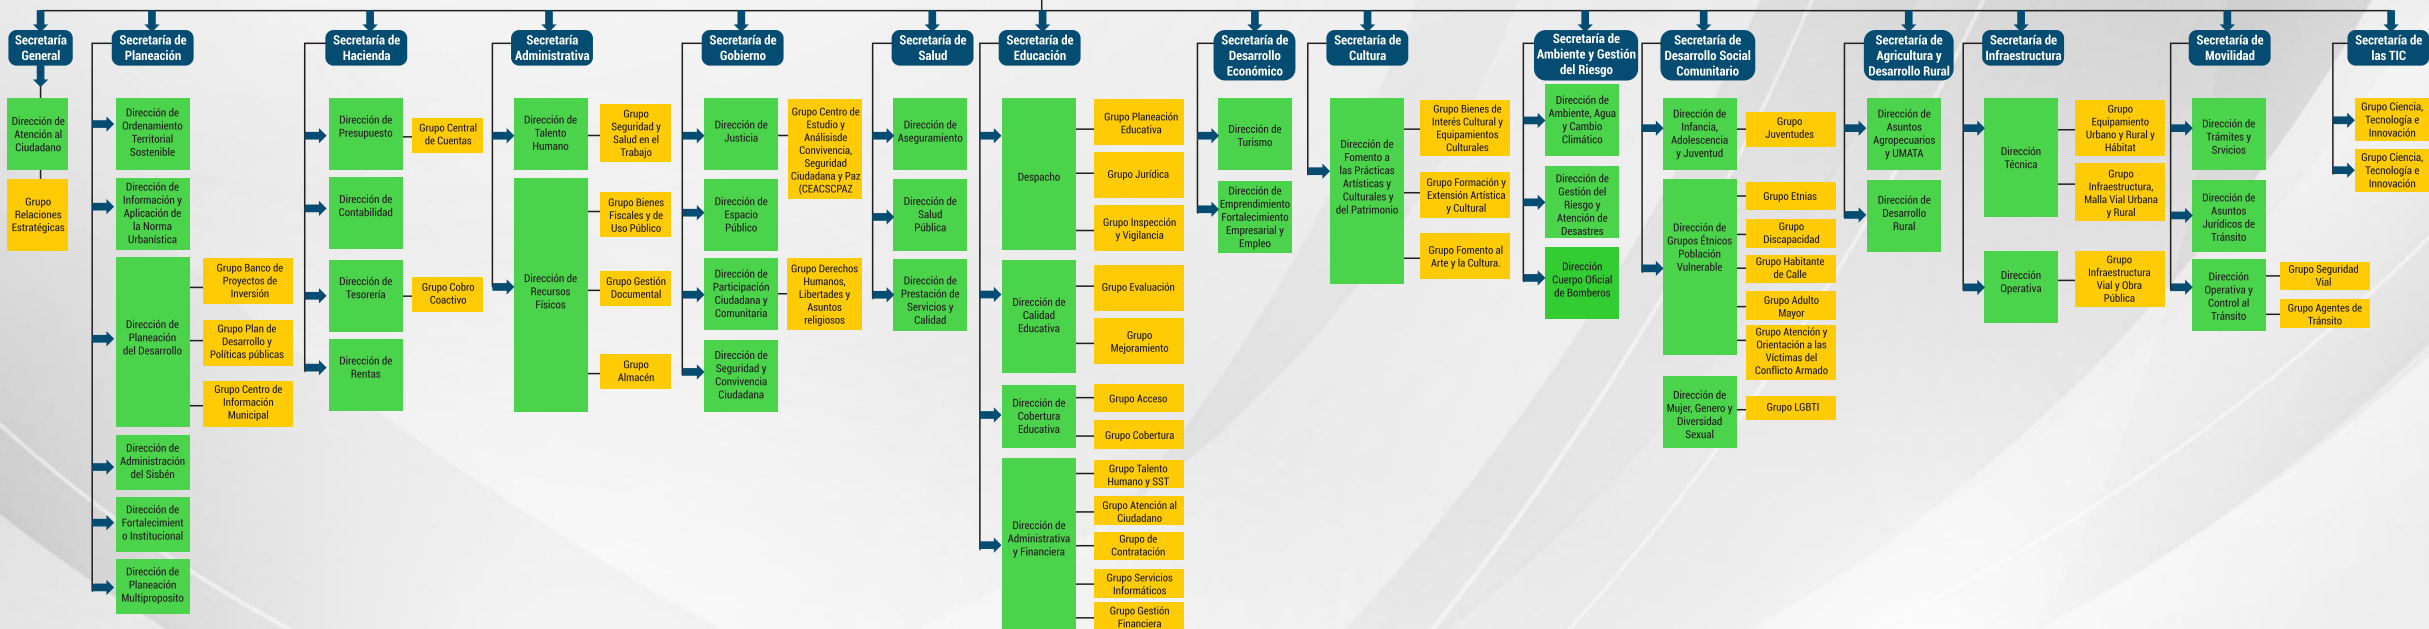 Secretaría
General
Dirección de
Atención al
Ciudadano
Grupo
Relaciones
Estratégicas
Secretaría de
Planeación
Dirección de
Ordenamiento
Territorial
Sostenible
Dirección de
Información y
Aplicación de
la Norma
Urbanística
Dirección de
Planeación
del Desarrollo
Grupo Banco de
Proyectos de
Inversión
Grupo Plan de
Desarrollo y
Políticas públicas
Grupo Centro de
Información
Municipal
Dirección de
Administración
del Sisbén
Dirección de
Fortalecimient
o Institucional
Dirección de
Planeación
Multiproposito
Secretaría de
Hacienda
Dirección de
Presupuesto
Grupo Central
de Cuentas
Dirección de
Contabilidad
Dirección de
Tesorería
Grupo Cobro
Coactivo
Dirección de
Rentas
Secretaría
Administrativa
Dirección de
Talento
Humano
Grupo
Seguridad y
Salud en el
Trabajo
Dirección de
Recursos
Físicos
Grupo Bienes
Fiscales y de
Uso Público
Grupo Gestión
Documental
Grupo
Almacén
Secretaría de
Gobierno
Dirección de
Justicia
Grupo Centro de
Estudio y
Análisisde
Convivencia,
Seguridad
Ciudadana y Paz
(CEACSCPAZ
Dirección de
Espacio
Público
Dirección de
Participación
Ciudadana y
Comunitaria
Grupo Derechos
Humanos,
Libertades y
Asuntos
religiosos
Dirección de
Seguridad y
Convivencia
Ciudadana
Secretaría de
Salud
Dirección de
Aseguramiento
Dirección de
Salud
Pública
Dirección de
Prestación de
Servicios y
Calidad
Secretaría de
Educación
Despacho
Grupo Planeación
Educativa
Grupo Jurídica
Grupo Inspección
y Vigilancia
Dirección de
Calidad
Educativa
Grupo Evaluación
Grupo
Mejoramiento
Dirección de
Cobertura
Educativa
Grupo Acceso
Grupo Cobertura
Dirección de
Administrativa
y Financiera
Grupo Talento
Humano y SST
Grupo Atención al
Ciudadano
Grupo de
Contratación
Grupo Servicios
Informáticos
Grupo Gestión
Financiera
Secretaría de
Desarrollo
Económico
Dirección de
Turismo
Dirección de
Emprendimiento
Fortalecimiento
Empresarial y
Empleo
Secretaría de
Cultura
Dirección de
Fomento a
las Prácticas
Artísticas y
Culturales y
del Patrimonio
Grupo Bienes de
Interés Cultural y
Equipamientos
Culturales
Grupo Formación y
Extensión Artística
y Cultural
Grupo Fomento al
Arte y la Cultura.
Secretaría de
Ambiente y Gestión
del Riesgo
Dirección de
Ambiente, Agua
y Cambio
Climático
Dirección de
Gestión del
Riesgo y
Atención de
Desastres
Dirección
Cuerpo Oficial
de Bomberos
Secretaría de
Desarrollo Social
Comunitario
Dirección de
Infancia,
Adolescencia
y Juventud
Grupo
Juventudes
Dirección de
Grupos Étnicos
Población
Vulnerable
Grupo Etnias
Grupo
Discapacidad
Grupo Habitante
de Calle
Grupo Adulto
Mayor
Grupo Atención y
Orientación a las
Víctimas del
Conflicto Armado
Dirección de
Mujer, Genero y
Diversidad
Sexual
Grupo LGBTI
Secretaría de
Agricultura y
Desarrollo Rural
Dirección de
Asuntos
Agropecuarios
y UMATA
Dirección de
Desarrollo
Rural
Secretaría de
Infraestructura
Dirección
Técnica
Grupo
Equipamiento
Urbano y Rural y
Hábitat
Grupo
Infraestructura,
Malla Vial Urbana
y Rural
Dirección
Operativa
Grupo
Infraestructura
Vial y Obra
Pública
Secretaría de
Movilidad
Dirección de
Trámites y
Srvicios
Dirección de
Asuntos
Jurídicos de
Tránsito
Dirección
Operativa y
Control al
Tránsito
Grupo Seguridad
Vial
Grupo Agentes de
Tránsito
Secretaría de
las TIC
Grupo Ciencia,
Tecnología e
Innovación
Grupo Ciencia,
Tecnología e
Innovación